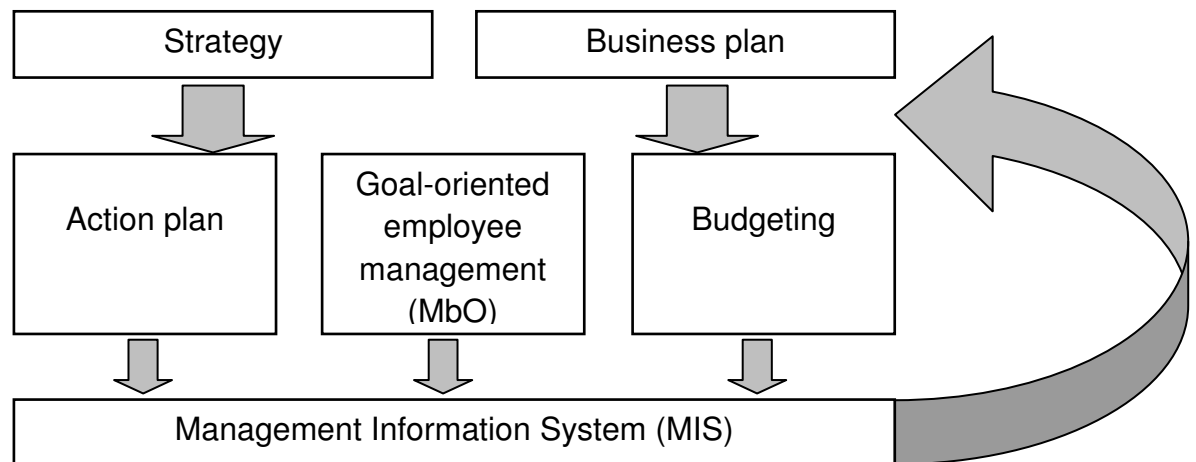 Strategy
Business plan
Action plan
Goal-oriented
employee
management
(MbO)
Budgeting
Management Information System (MIS)